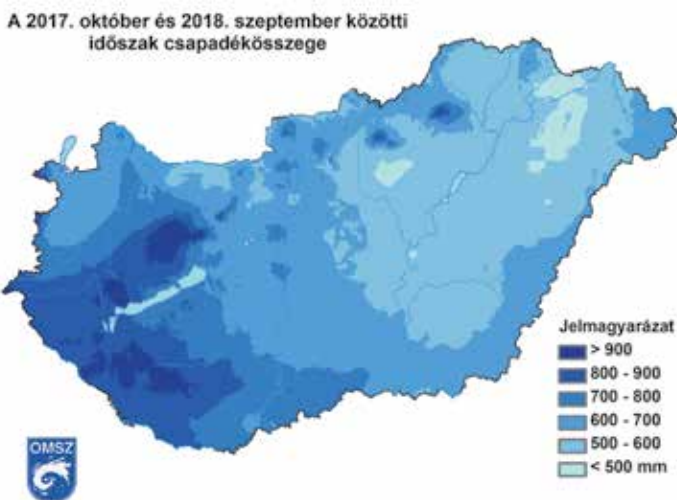 A 2017. október és 2018. szeptember közötti
időszak csapadékösszege
Jelmagyarázat
> 900
800 - 900
700 - 800
600 - 700
500 - 600
< 500 mm
OMSZ